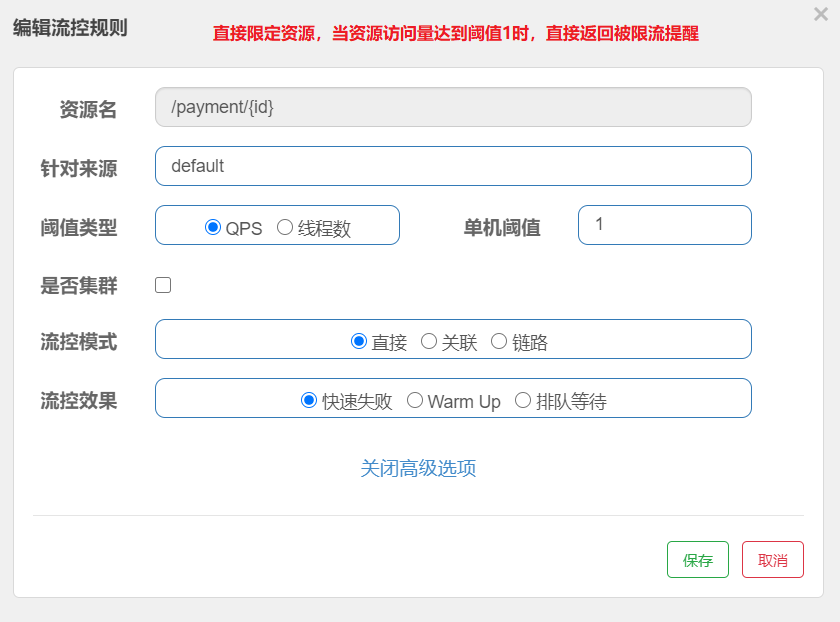 编辑流控规则
直接限定资源，当资源访问量达到阈值1时，直接返回被限流提醒
×
资源名 /payment/{id}
针对来源 default
阈值类型 QPS 线程数 单机阈值 1
是否集群
流控模式 直接 关联 链路
流控效果 快速失败 Warm Up 排队等待
关闭高级选项
保存 取消